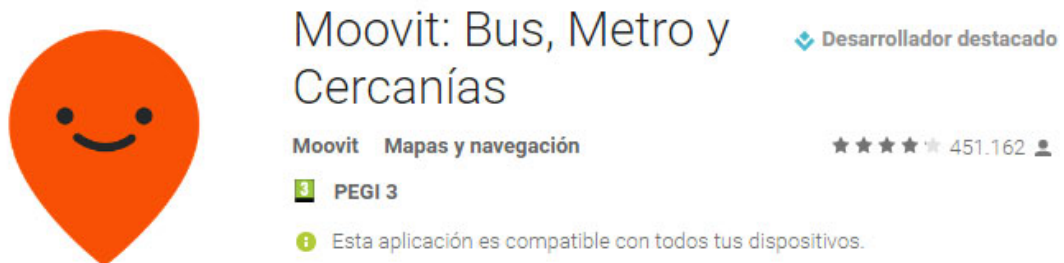 Moovit: Bus, Metro y
Cercanías
Desarrollador destacado
Moovit Mapas y navegación
451.162
3 PEGI 3
Esta aplicación es compatible con todos tus dispositivos.